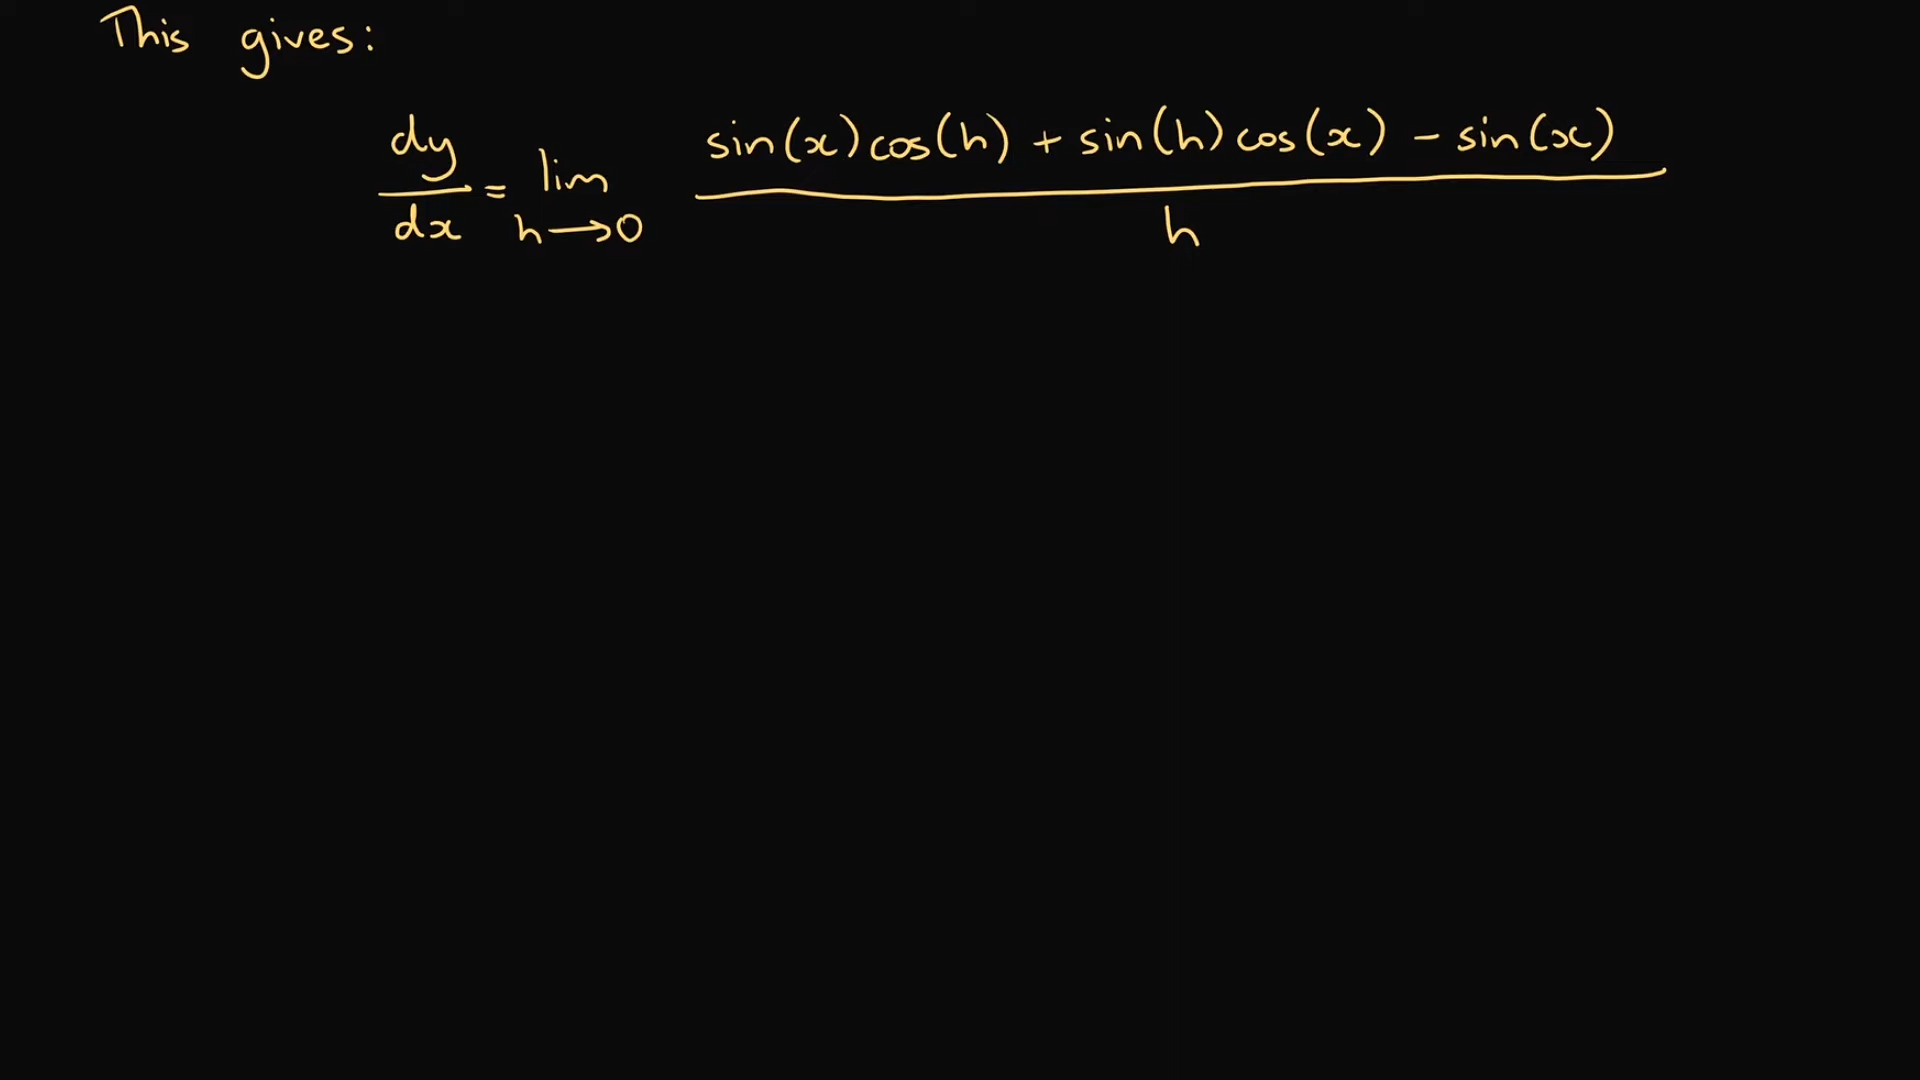 This gives:
dy/dx = lim h→0 (sin(x)cos(h) + sin(h)cos(x) - sin(x))/h